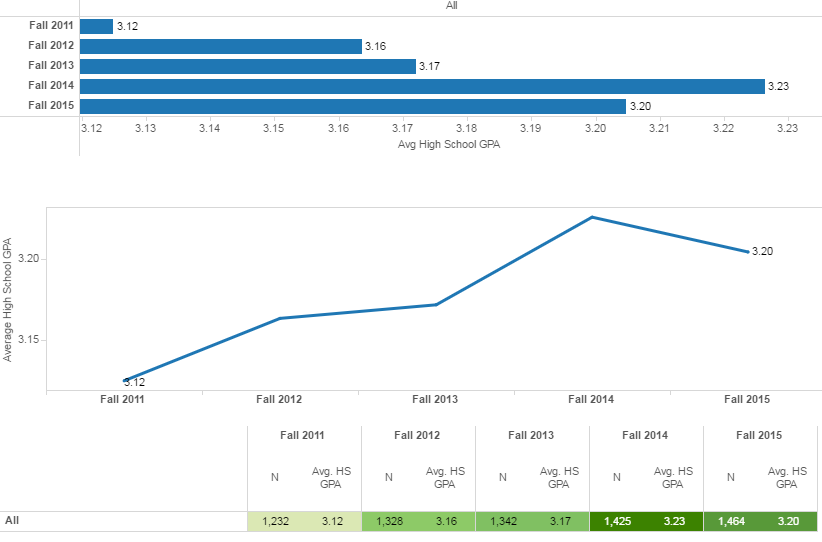 All
Fall 2011 3.12
Fall 2012 3.16
Fall 2013 3.17
Fall 2014 3.23
Fall 2015 3.20
3.12 3.13 3.14 3.15 3.16 3.17 3.18 3.19 3.20 3.21 3.22 3.23
Avg High School GPA
Average High School GPA
3.20
3.15
3.20
3.12
Fall 2011 Fall 2012 Fall 2013 Fall 2014 Fall 2015
Fall 2011 Fall 2012 Fall 2013 Fall 2014 Fall 2015
N Avg. HS GPA N Avg. HS GPA N Avg. HS GPA N Avg. HS GPA N Avg. HS GPA
All 1,232 3.12 1,328 3.16 1,342 3.17 1,425 3.23 1,464 3.20